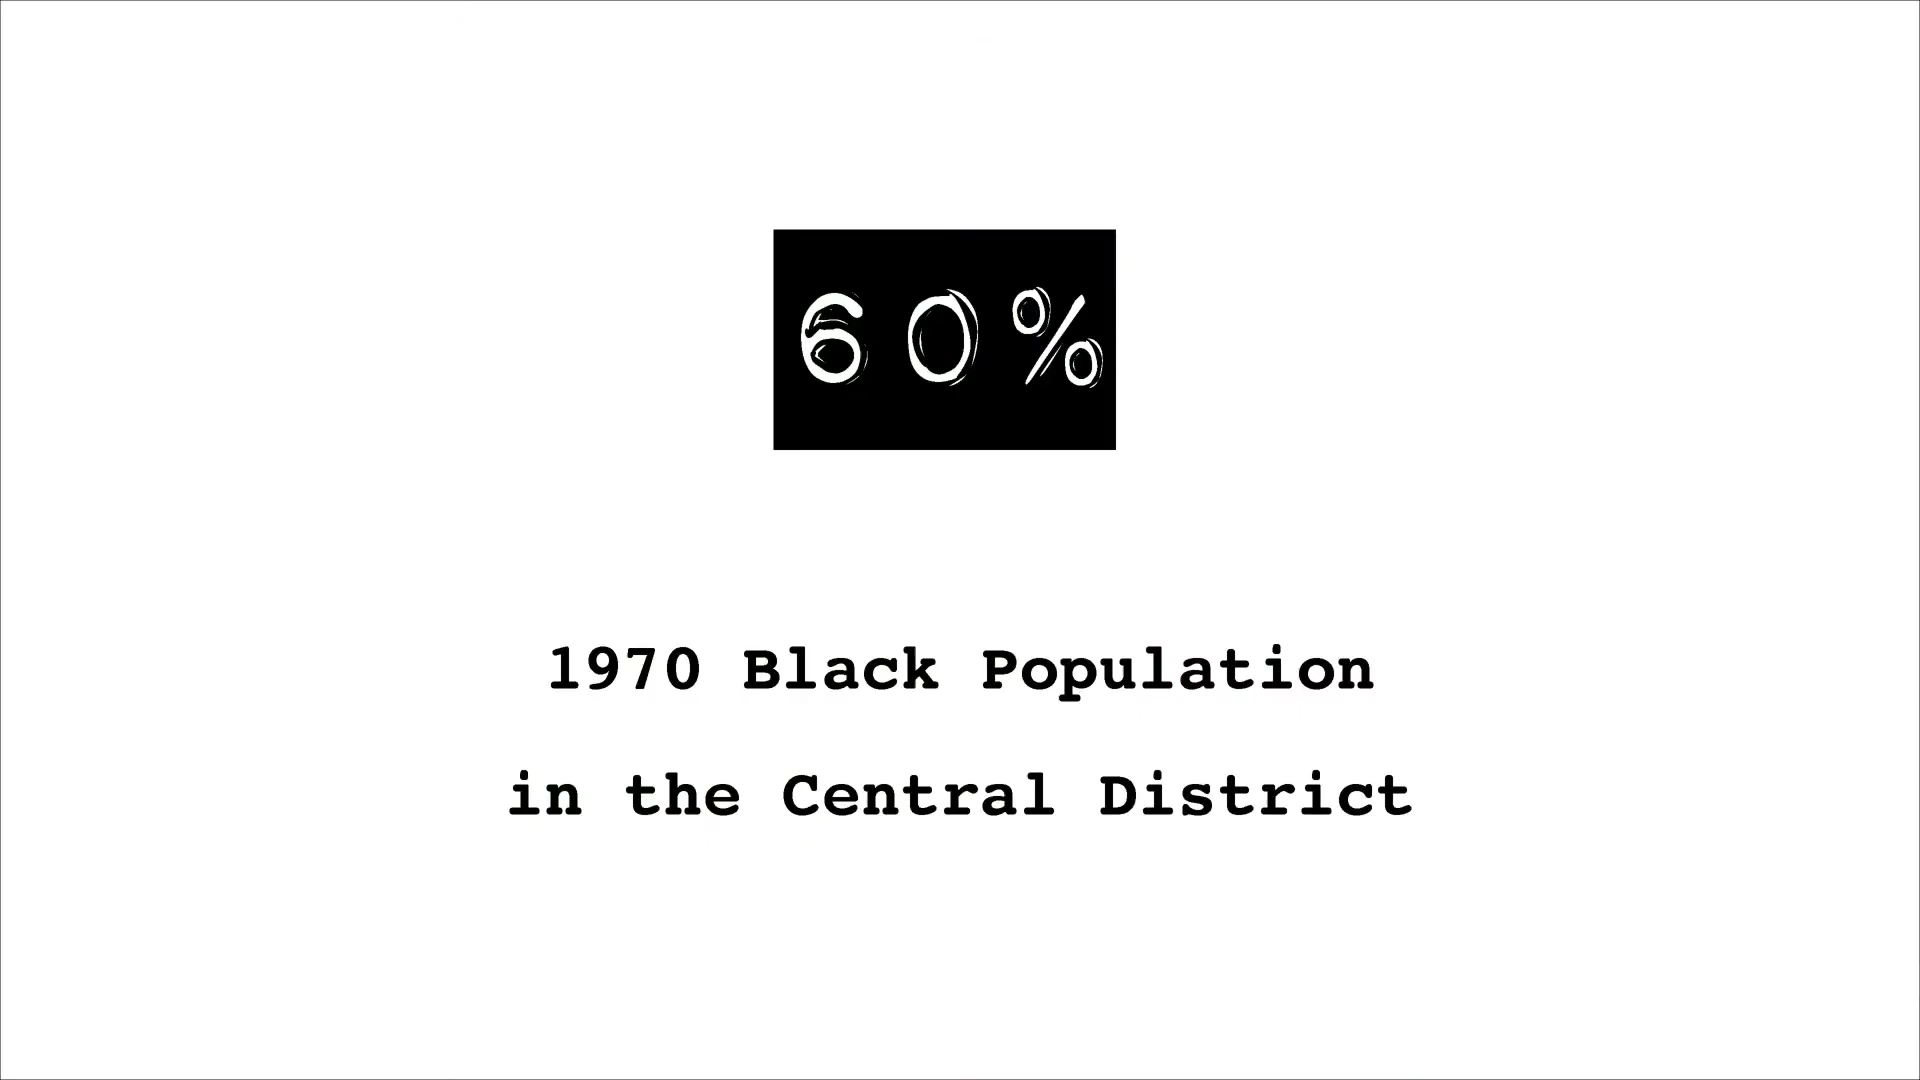 60%
1970 Black Population
in the Central District